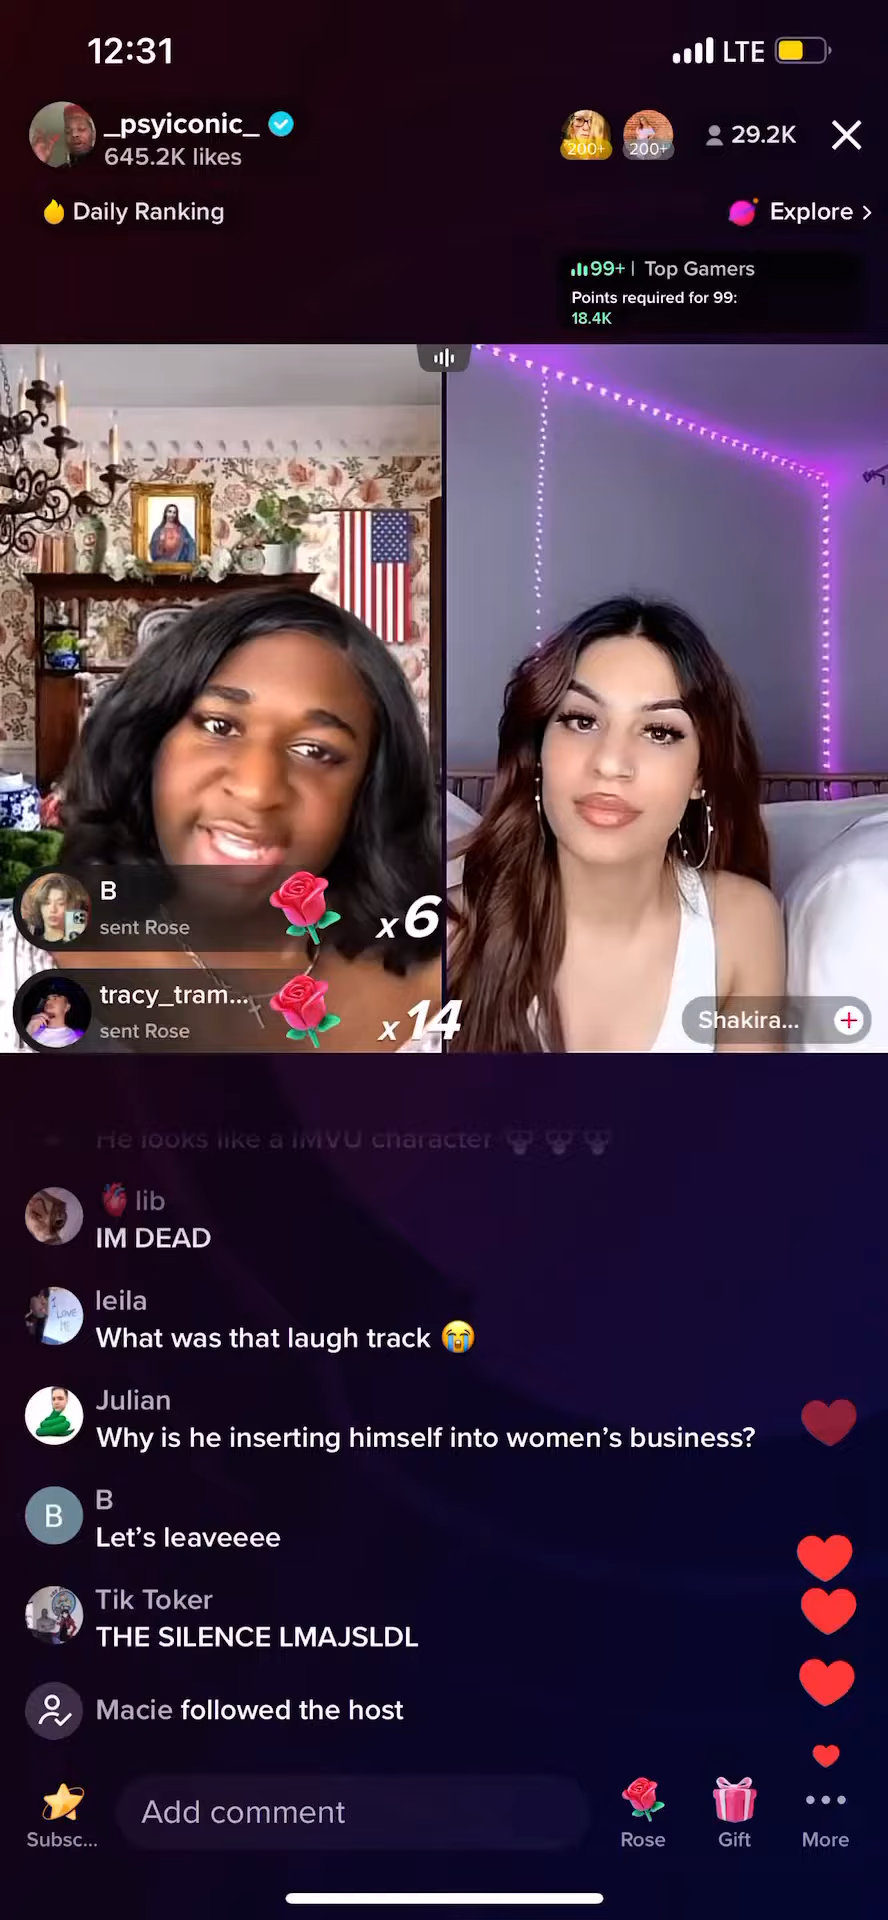 12:31
LTE
_psyiconic_
645.2K likes
200+
200+
29.2K
Daily Ranking
Explore >
99+ | Top Gamers
Points required for 99:
18.4K
B
sent Rose
x6
tracy_tram...
sent Rose
x14
Shakira...
He looks like a IMVU character
lib
IM DEAD
leila
What was that laugh track 😭
Julian
Why is he inserting himself into women's business?
B
B
Let's leaveeee
Tik Toker
THE SILENCE LMAJSLDL
Macie followed the host
Add comment
Subsc...
Rose
Gift
More